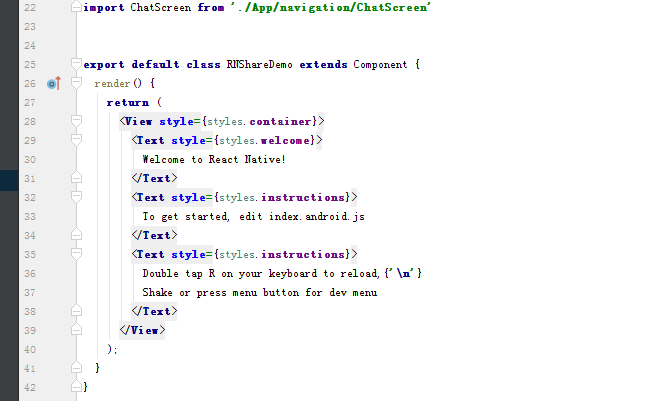 22 import ChatScreen from './App/navigation/ChatScreen'
23
24
25 export default class RNShareDemo extends Component {
26 render() {
27 return (
28 <View style={styles.container}>
29 <Text style={styles.welcome}>
30 Welcome to React Native!
31 </Text>
32 <Text style={styles.instructions}>
33 To get started, edit index.android.js
34 </Text>
35 <Text style={styles.instructions}>
36 Double tap R on your keyboard to reload,{'\n'}
37 Shake or press menu button for dev menu
38 </Text>
39 </View>
40 );
41 }
42 }